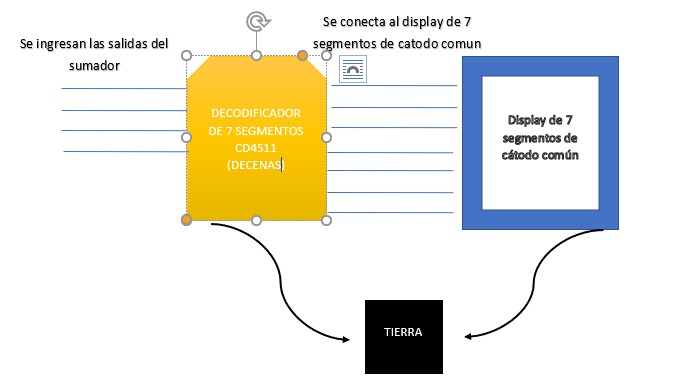 Se ingresan las salidas del
sumador
Se conecta al display de 7
segmentos de catodo comun
DECODIFICADOR
DE 7 SEGMENTOS
CD4511
(DECENAS)
Display de 7
segmentos de
cátodo común
TIERRA